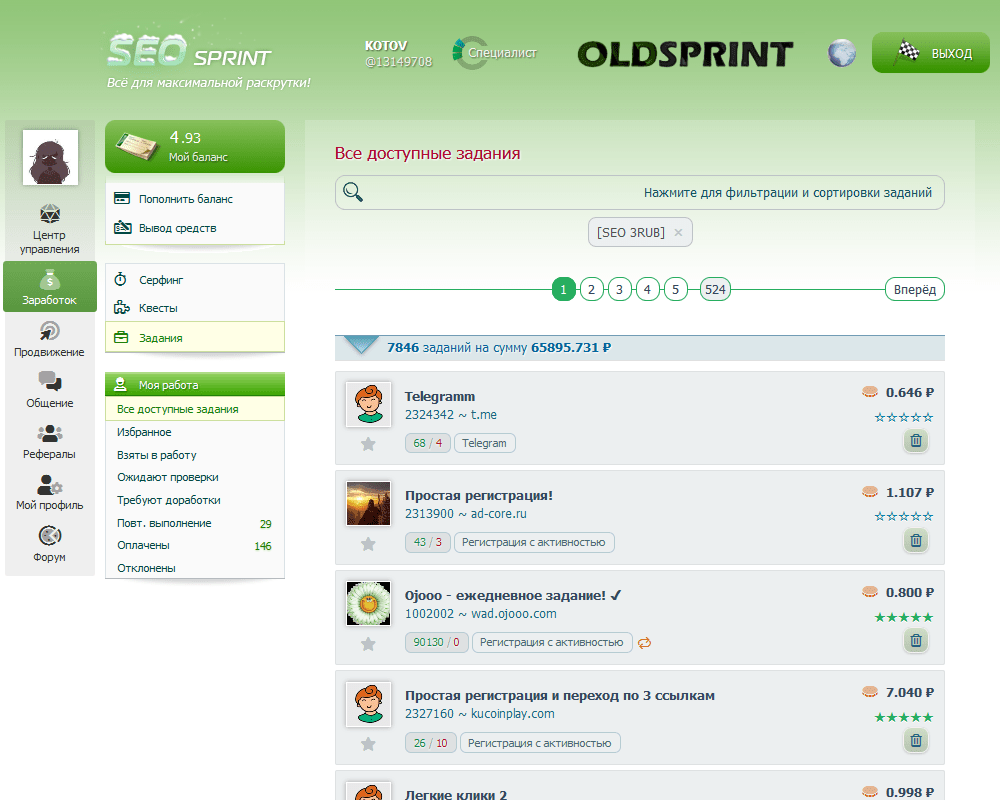 SEO SPRINT
Всё для максимальной раскрутки!
KOTOV
@13149708
Специалист
OLDSPRINT
ВЫХОД
Центр
управления
Заработок
Продвижение
Общение
Рефералы
Мой профиль
Форум
4.93
Мой баланс
Пополнить баланс
Вывод средств
Серфинг
Квесты
Задания
Моя работа
Все доступные задания
Избранное
Взяты в работу
Ожидают проверки
Требуют доработки
Повт. выполнение 29
Оплачены 146
Отклонены
Все доступные задания
Нажмите для фильтрации и сортировки заданий
[SEO 3RUB] ×
1 2 3 4 5 524 Вперёд
7846 заданий на сумму 65895.731 ₽
Telegramm 0.646 ₽
2324342 ~ t.me
68 / 4 Telegram
Простая регистрация! 1.107 ₽
2313900 ~ ad-core.ru
43 / 3 Регистрация с активностью
Ojooo - ежедневное задание! ✓ 0.800 ₽
1002002 ~ wad.ojooo.com
90130 / 0 Регистрация с активностью
Простая регистрация и переход по 3 ссылкам 7.040 ₽
2327160 ~ kucoinplay.com
26 / 10 Регистрация с активностью
Легкие клики 2 0.998 ₽